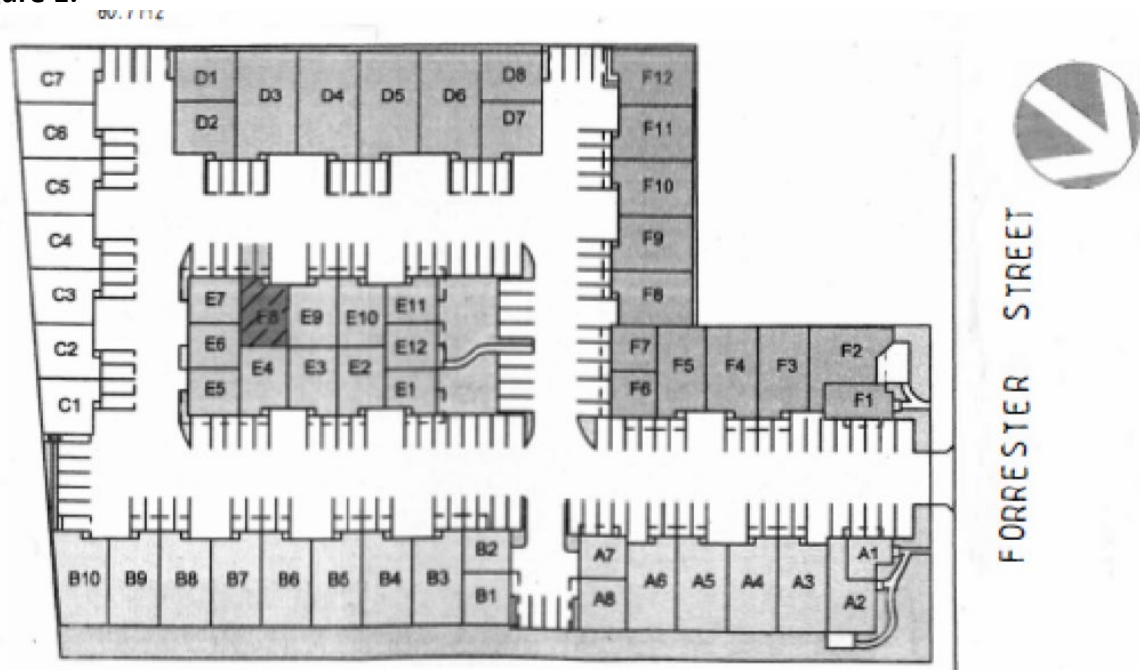 C7 D1 D3 D4 D5 D6 D8 F12
C6 D2 D7 F11
C5 F10
C4 F9
C3 E7 E8 E9 E10 E11 F8
C2 E6 E12 F7 F5 F4 F3 F2
C1 E5 E4 E3 E2 E1 F6 F1
B10 B9 B8 B7 B6 B5 B4 B3 B2 A7 A6 A5 A4 A3 A1
B1 A8 A2
FORRESTER STREET